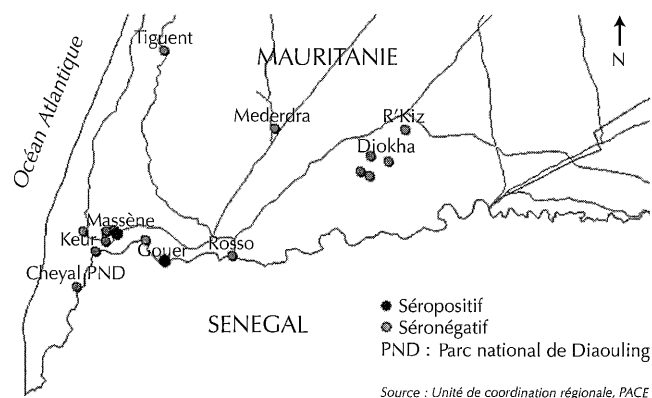 Tiguent
MAURITANIE
N
Océan Atlantique
Mederdra
R'Kiz
Djokha
Massène
Keur
Gouer
Rosso
Cheyal PND
SENEGAL
Séropositif
Séronégatif
PND : Parc national de Diaouling
Source : Unité de coordination régionale, PACE